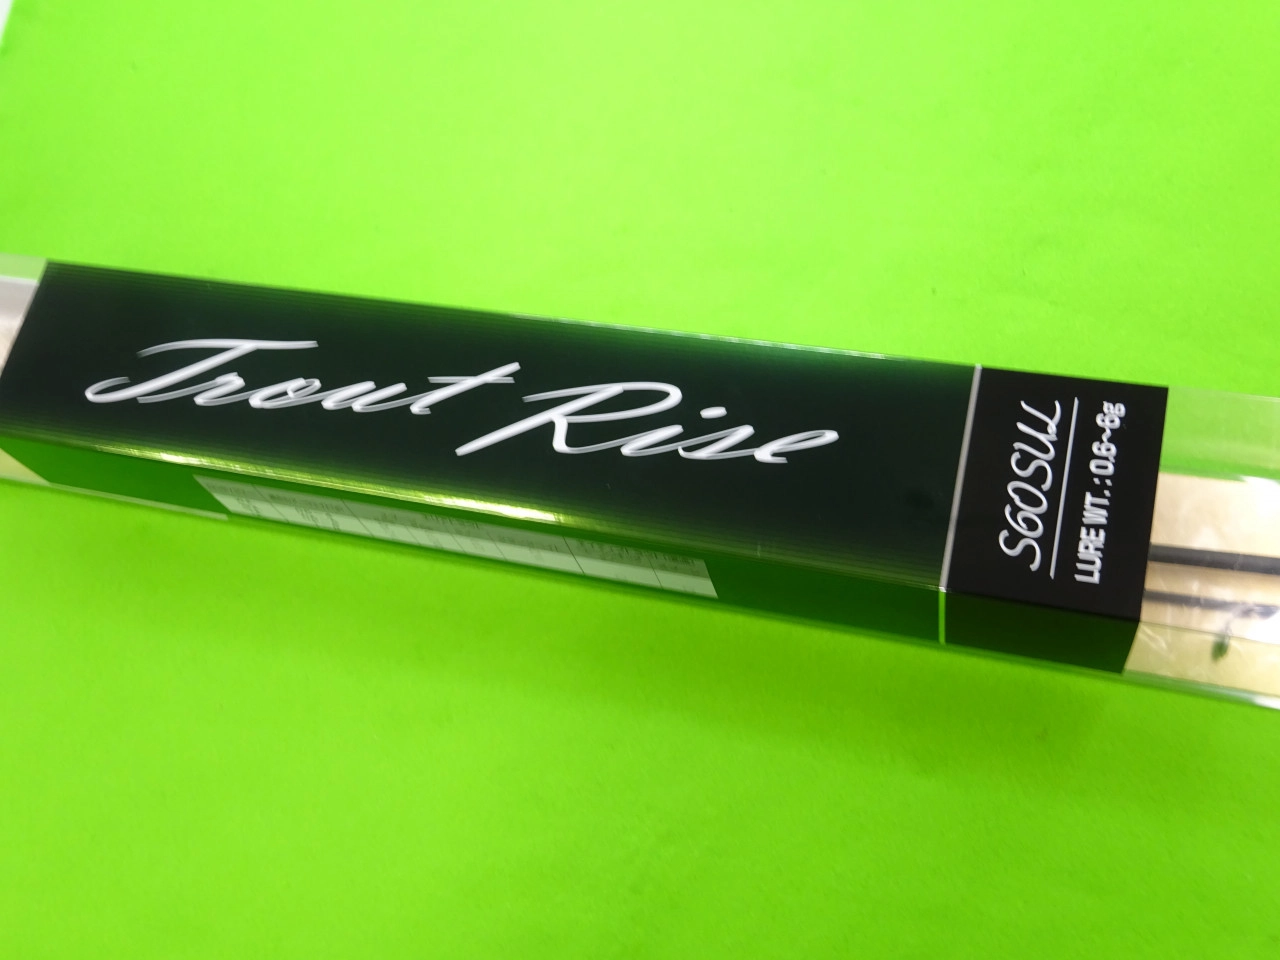 Trout Rise
S60SUL
LURE WT. : 0.6~6g